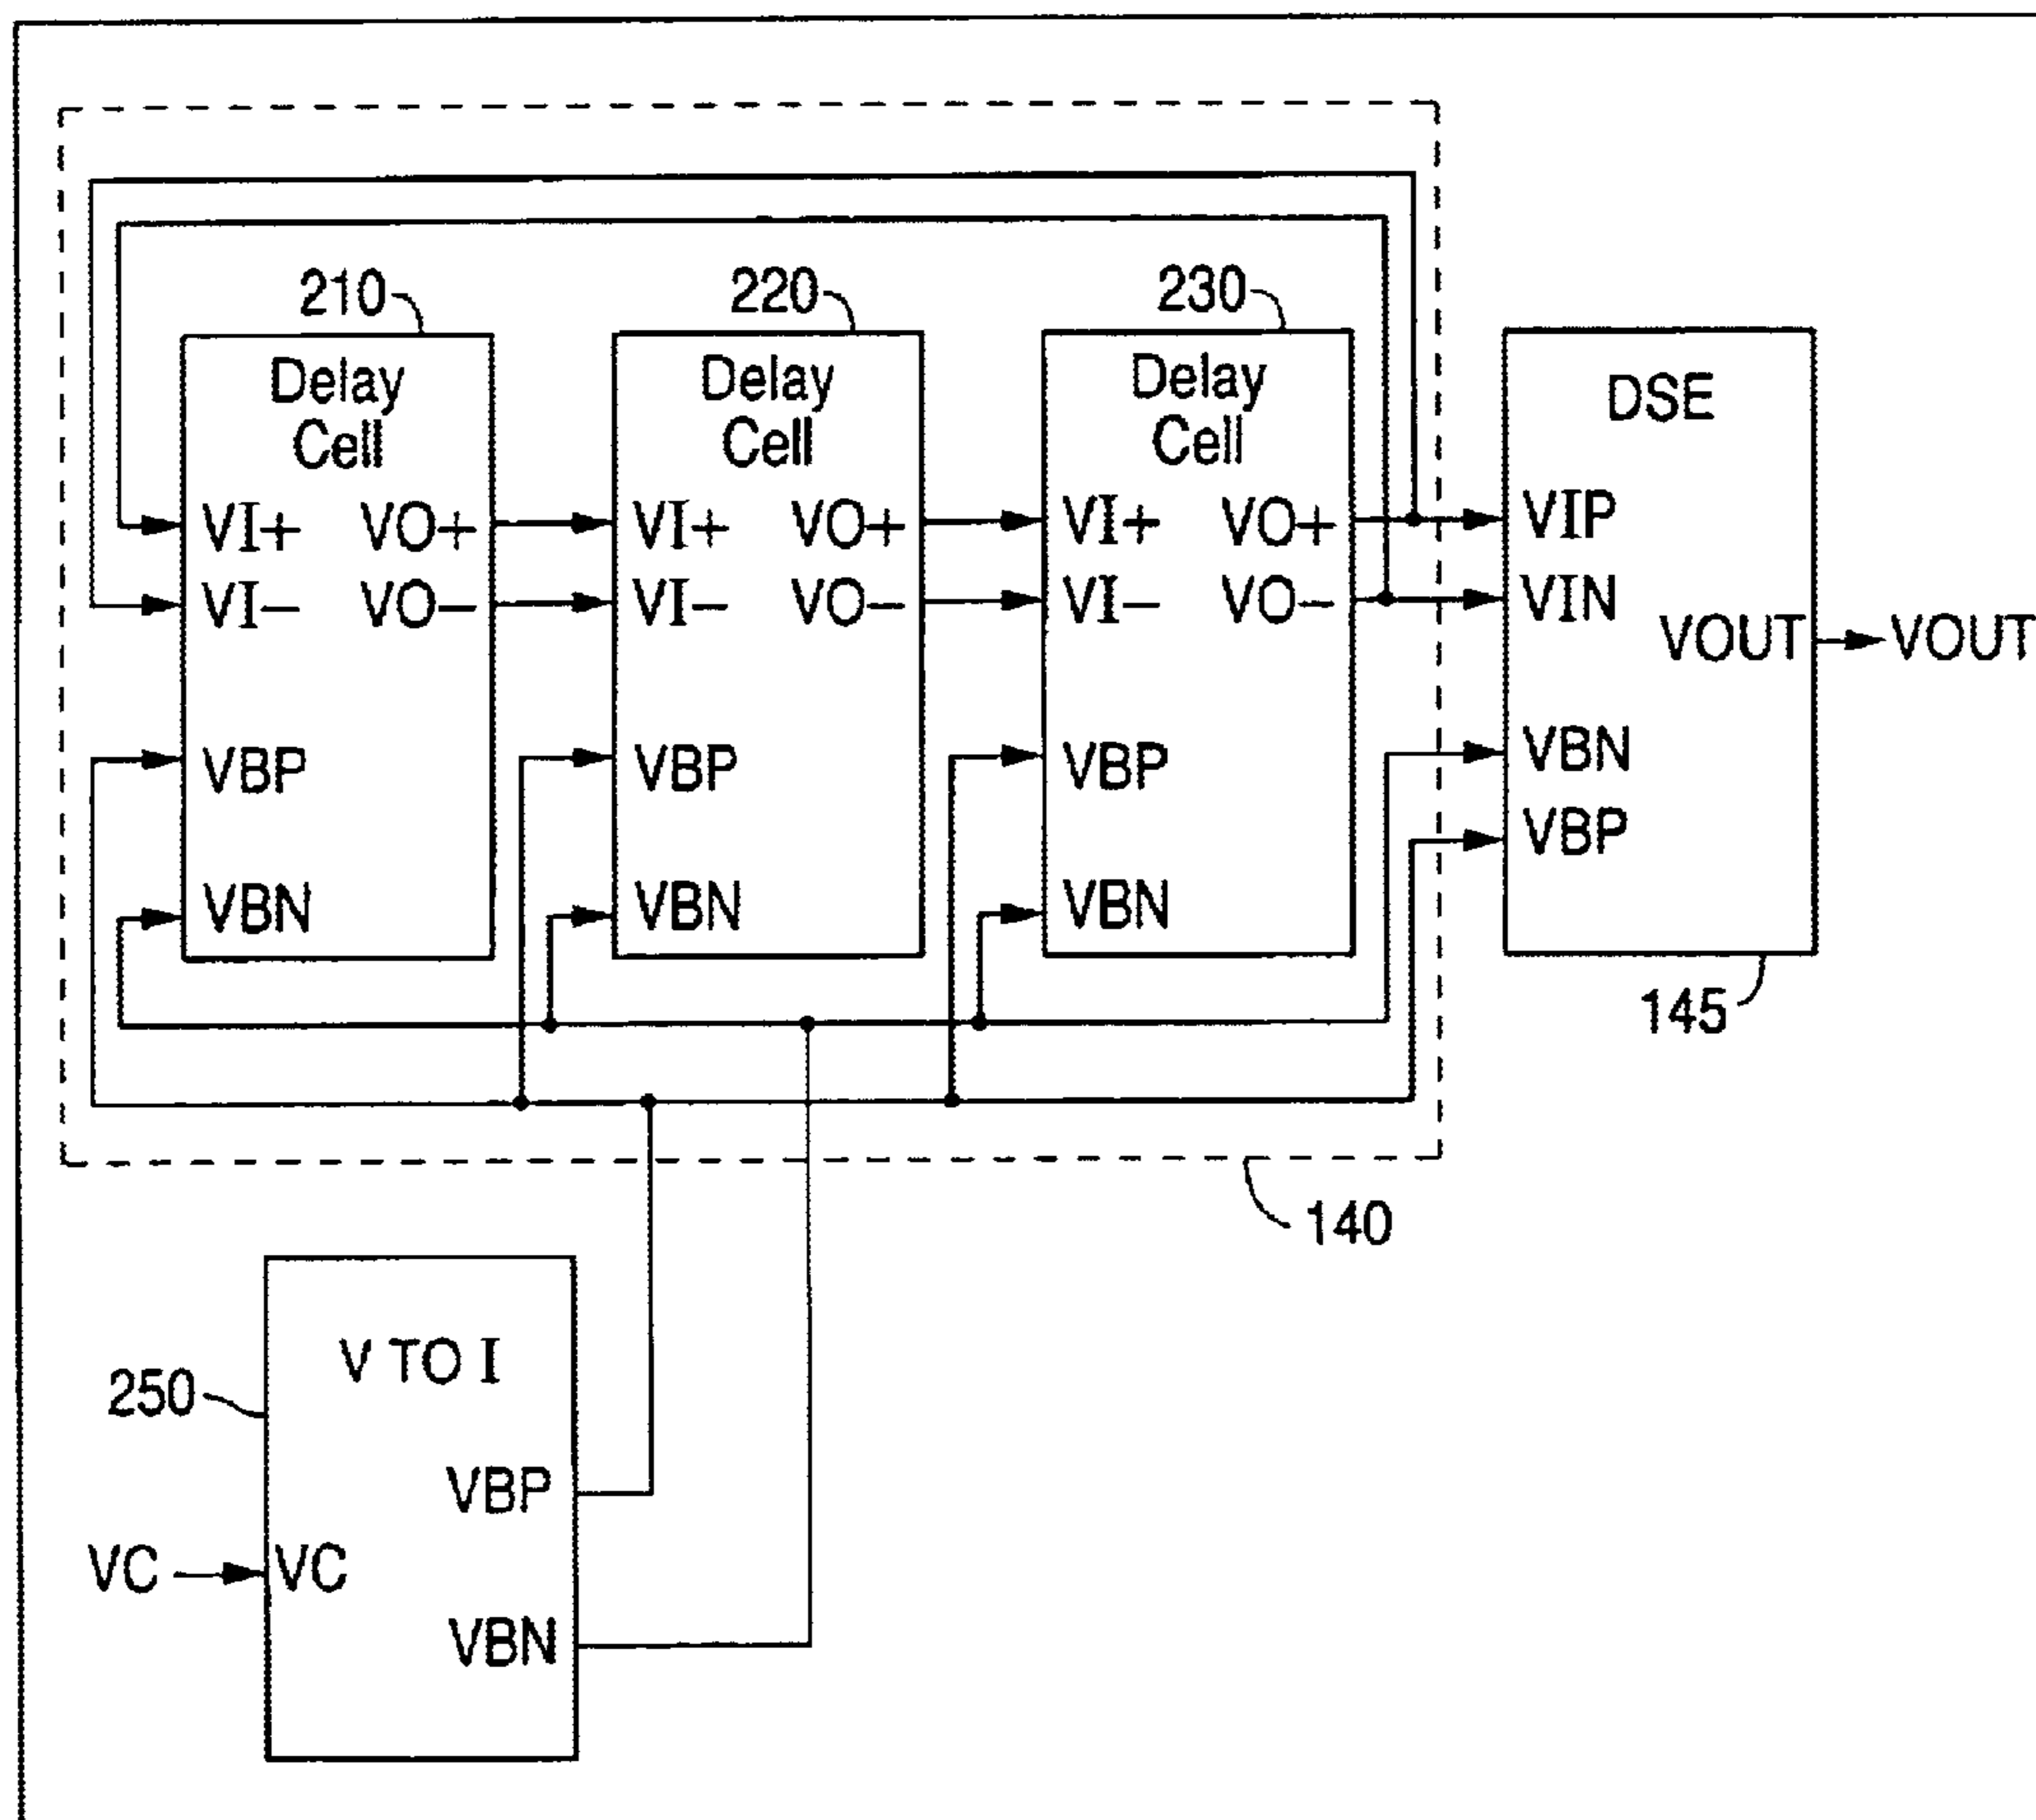 210
220
230
Delay
Cell
VI+ VO+
VI− VO−
VBP
VBN
Delay
Cell
VI+ VO+
VI− VO−
VBP
VBN
Delay
Cell
VI+ VO+
VI− VO−
VBP
VBN
DSE
VIP
VIN
VOUT
VBN
VBP
VOUT
145
140
250
V TO I
VBP
VC
VC
VBN